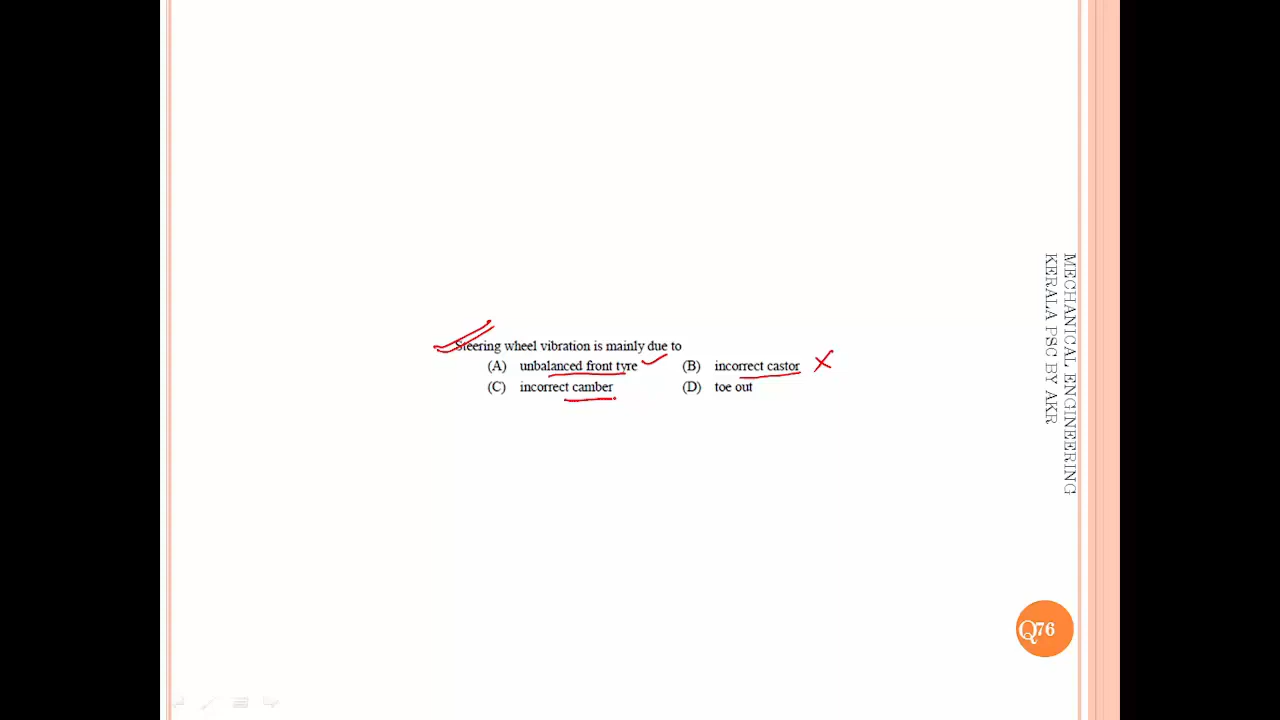 Steering wheel vibration is mainly due to
(A) unbalanced front tyre (B) incorrect castor
(C) incorrect camber (D) toe out
MECHANICAL ENGINEERING
KERALA PSC BY AKR
Q76